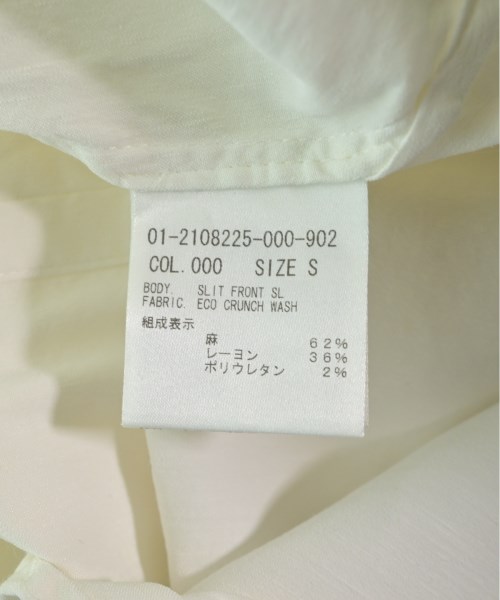 01-2108225-000-902
COL.000 SIZE S
BODY. SLIT FRONT SL
FABRIC. ECO CRUNCH WASH
組成表示
麻 62%
レーヨン 36%
ポリウレタン 2%